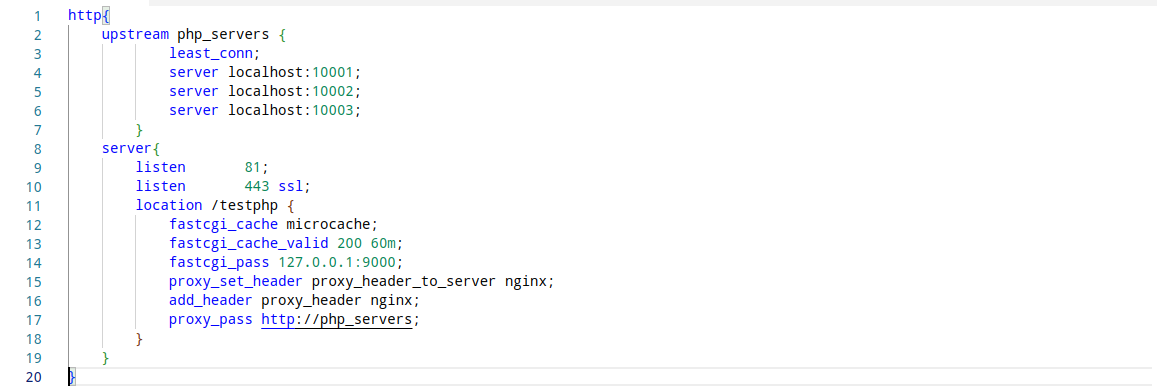 1 http{
2 upstream php_servers {
3 least_conn;
4 server localhost:10001;
5 server localhost:10002;
6 server localhost:10003;
7 }
8 server{
9 listen 81;
10 listen 443 ssl;
11 location /testphp {
12 fastcgi_cache microcache;
13 fastcgi_cache_valid 200 60m;
14 fastcgi_pass 127.0.0.1:9000;
15 proxy_set_header proxy_header_to_server nginx;
16 add_header proxy_header nginx;
17 proxy_pass http://php_servers;
18 }
19 }
20 }